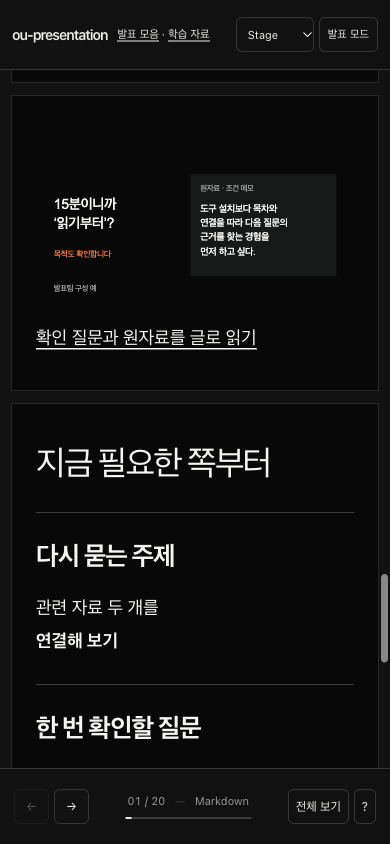 ou-presentation 발표 모음 · 학습 자료 Stage 발표 모드
15분이니까
‘읽기부터’?
목적도 확인합니다
발표팀 구성 예
원자료 · 조건 메모
도구 설치보다 목차와
연결을 따라 다음 질문의
근거를 찾는 경험을
먼저 하고 싶다.
확인 질문과 원자료를 글로 읽기
지금 필요한 쪽부터
다시 묻는 주제
관련 자료 두 개를
연결해 보기
한 번 확인할 질문
← → 01 / 20 — Markdown 전체 보기 ?